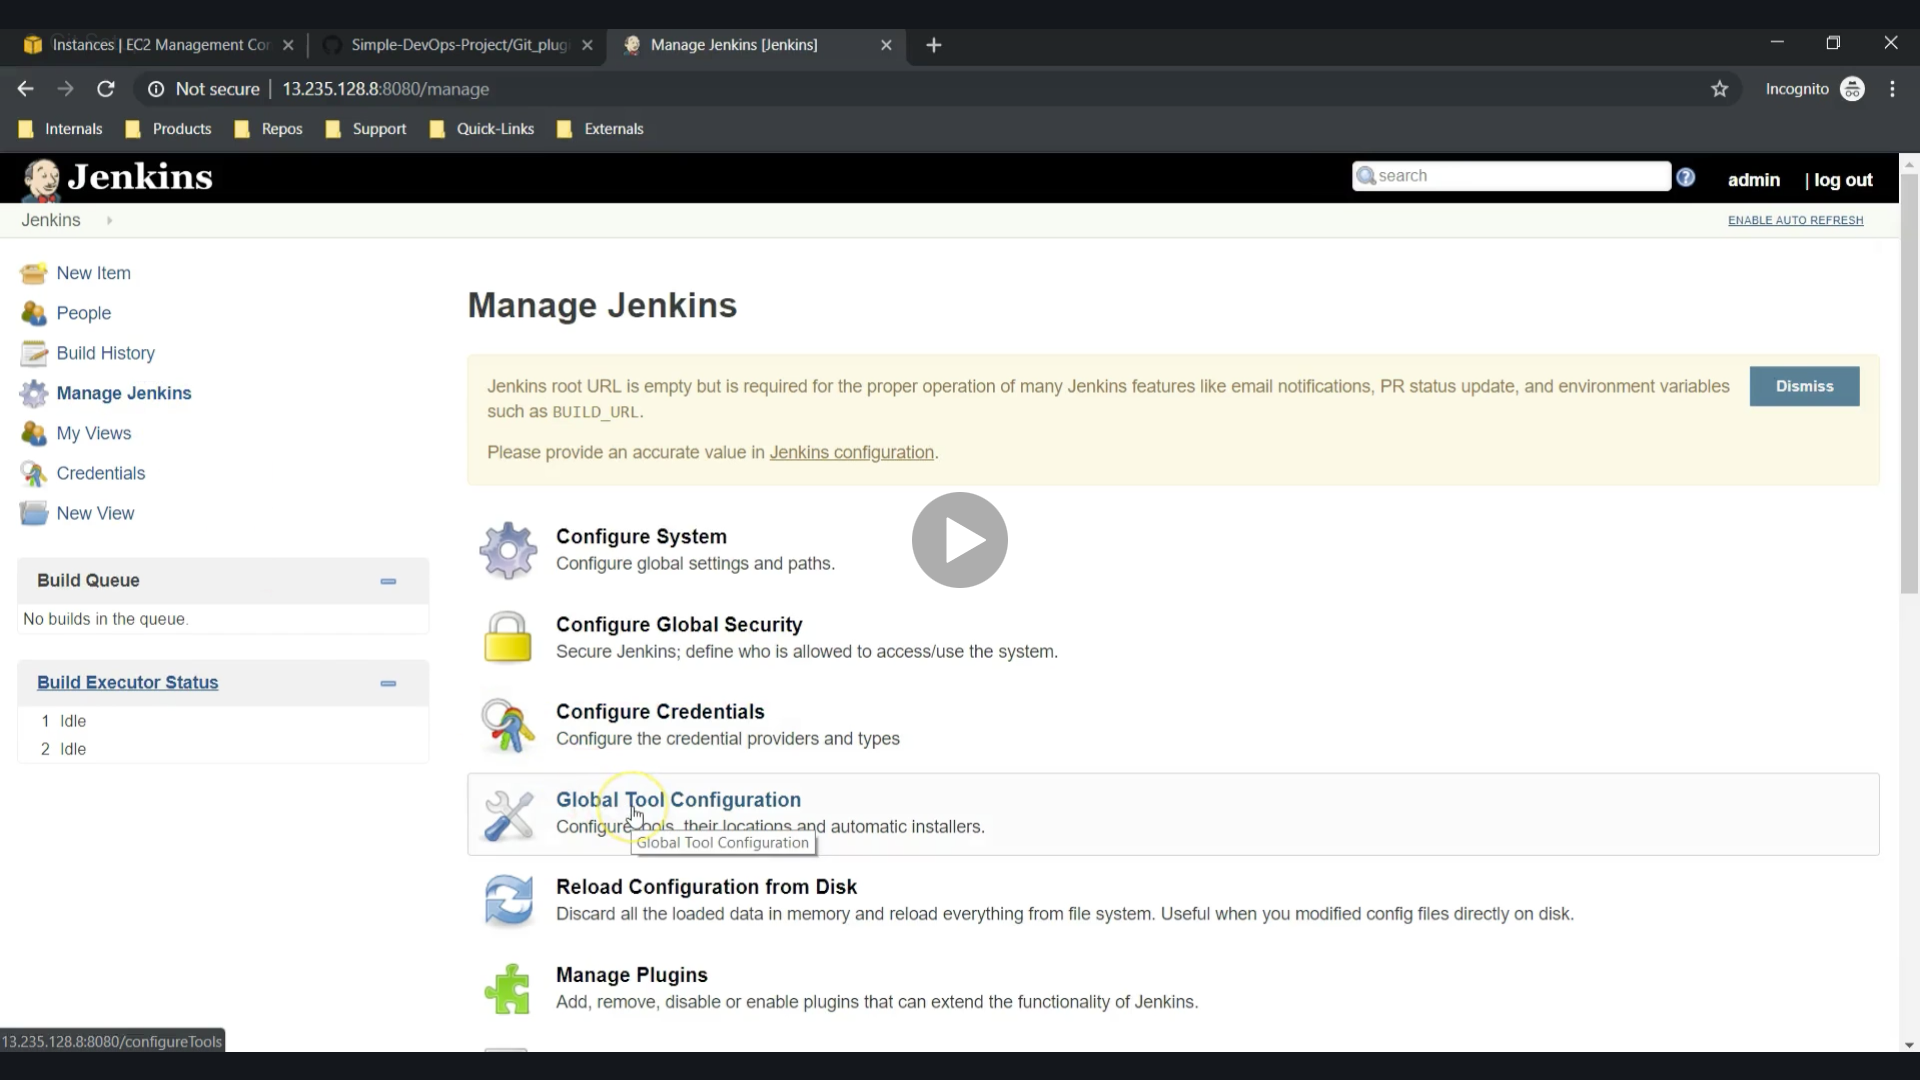 Instances | EC2 Management Con
Simple-DevOps-Project/Git_plug
Manage Jenkins [Jenkins]
Not secure | 13.235.128.8:8080/manage
Incognito
Internals
Products
Repos
Support
Quick-Links
Externals
Jenkins
search
admin
| log out
Jenkins
ENABLE AUTO REFRESH
New Item
People
Build History
Manage Jenkins
My Views
Credentials
New View
Build Queue
No builds in the queue.
Build Executor Status
1 Idle
2 Idle
Manage Jenkins
Jenkins root URL is empty but is required for the proper operation of many Jenkins features like email notifications, PR status update, and environment variables
such as BUILD_URL.
Please provide an accurate value in Jenkins configuration.
Dismiss
Configure System
Configure global settings and paths.
Configure Global Security
Secure Jenkins; define who is allowed to access/use the system.
Configure Credentials
Configure the credential providers and types
Global Tool Configuration
Configure tools, their locations and automatic installers.
Global Tool Configuration
Reload Configuration from Disk
Discard all the loaded data in memory and reload everything from file system. Useful when you modified config files directly on disk.
Manage Plugins
Add, remove, disable or enable plugins that can extend the functionality of Jenkins.
13.235.128.8:8080/configureTools